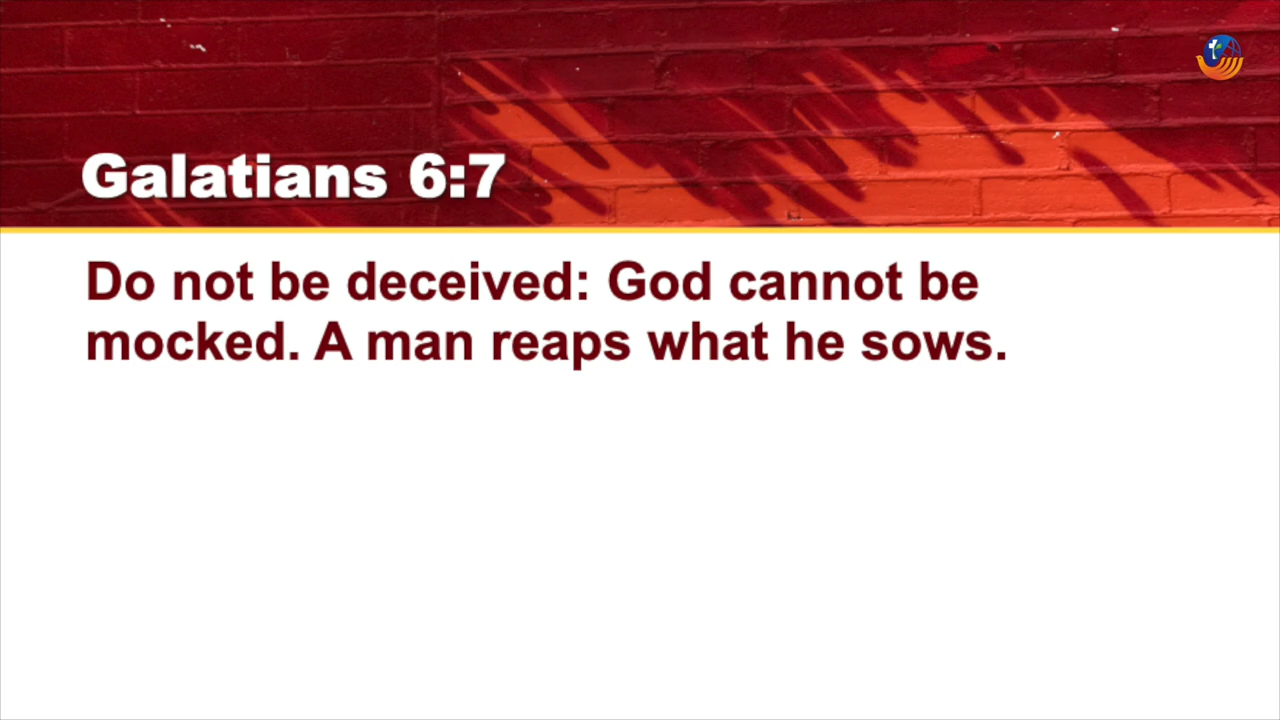 Galatians 6:7
Do not be deceived: God cannot be
mocked. A man reaps what he sows.